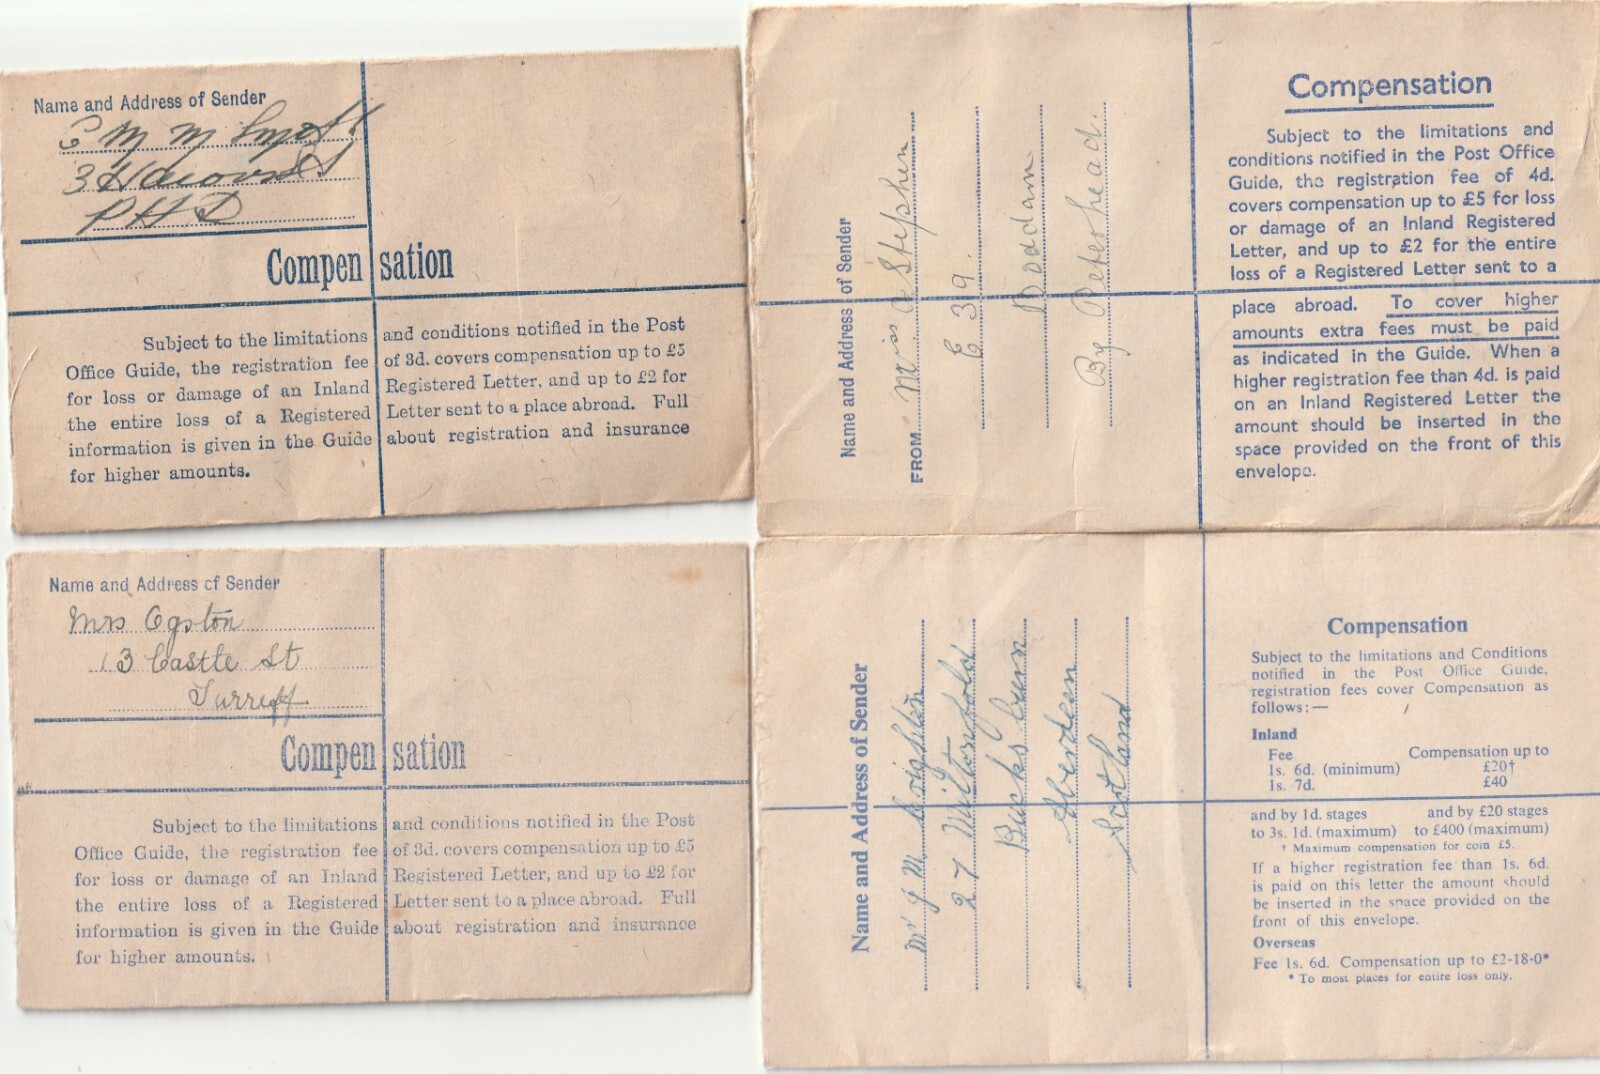 Name and Address of Sender
3 Hanover St
P H D
Compensation
Subject to the limitations and conditions notified in the Post
Office Guide, the registration fee of 3d. covers compensation up to £5
for loss or damage of an Inland Registered Letter, and up to £2 for
the entire loss of a Registered Letter sent to a place abroad. Full
information is given in the Guide about registration and insurance
for higher amounts.
Name and Address of Sender
FROM Miss Stephen
E 39.
Boddam
By Peterhead.
Compensation
Subject to the limitations and
conditions notified in the Post Office
Guide, the registration fee of 4d.
covers compensation up to £5 for loss
or damage of an Inland Registered
Letter, and up to £2 for the entire
loss of a Registered Letter sent to a
place abroad. To cover higher
amounts extra fees must be paid
as indicated in the Guide. When a
higher registration fee than 4d. is paid
on an Inland Registered Letter the
amount should be inserted in the
space provided on the front of this
envelope.
Name and Address of Sender
Mrs Egston
13 Castle St
Turriff
Compensation
Subject to the limitations and conditions notified in the Post
Office Guide, the registration fee of 3d. covers compensation up to £5
for loss or damage of an Inland Registered Letter, and up to £2 for
the entire loss of a Registered Letter sent to a place abroad. Full
information is given in the Guide about registration and insurance
for higher amounts.
Name and Address of Sender
Mr J M Creighton
27 Miltonfold
Bucksburn
Aberdeen
Scotland
Compensation
Subject to the limitations and Conditions
notified in the Post Office Guide,
registration fees cover Compensation as
follows:—
Inland
Fee Compensation up to
1s. 6d. (minimum) £20†
1s. 7d. £40
and by 1d. stages and by £20 stages
to 3s. 1d. (maximum) to £400 (maximum)
† Maximum compensation for coin £5.
If a higher registration fee than 1s. 6d.
is paid on this letter the amount should
be inserted in the space provided on the
front of this envelope.
Overseas
Fee 1s. 6d. Compensation up to £2-18-0*
* To most places for entire loss only.